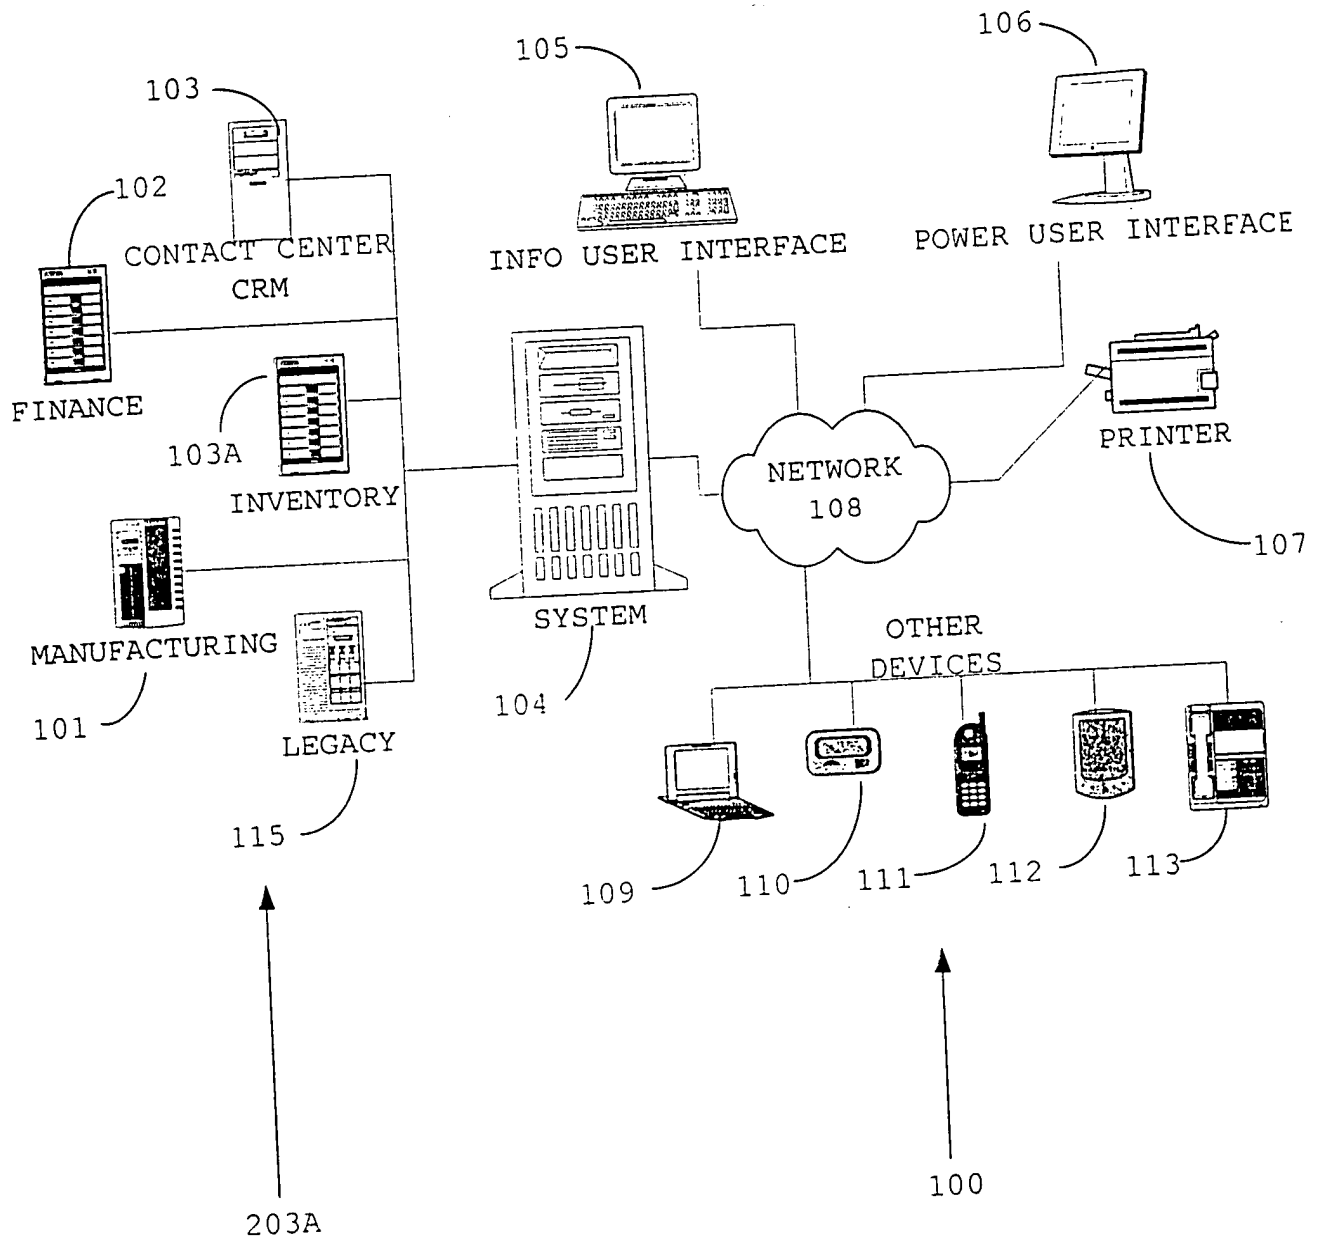 105
106
103
102
CONTACT CENTER
CRM
INFO USER INTERFACE
POWER USER INTERFACE
FINANCE
103A
INVENTORY
NETWORK
108
PRINTER
107
MANUFACTURING
101
SYSTEM
104
OTHER
DEVICES
LEGACY
115
109
110
111
112
113
100
203A